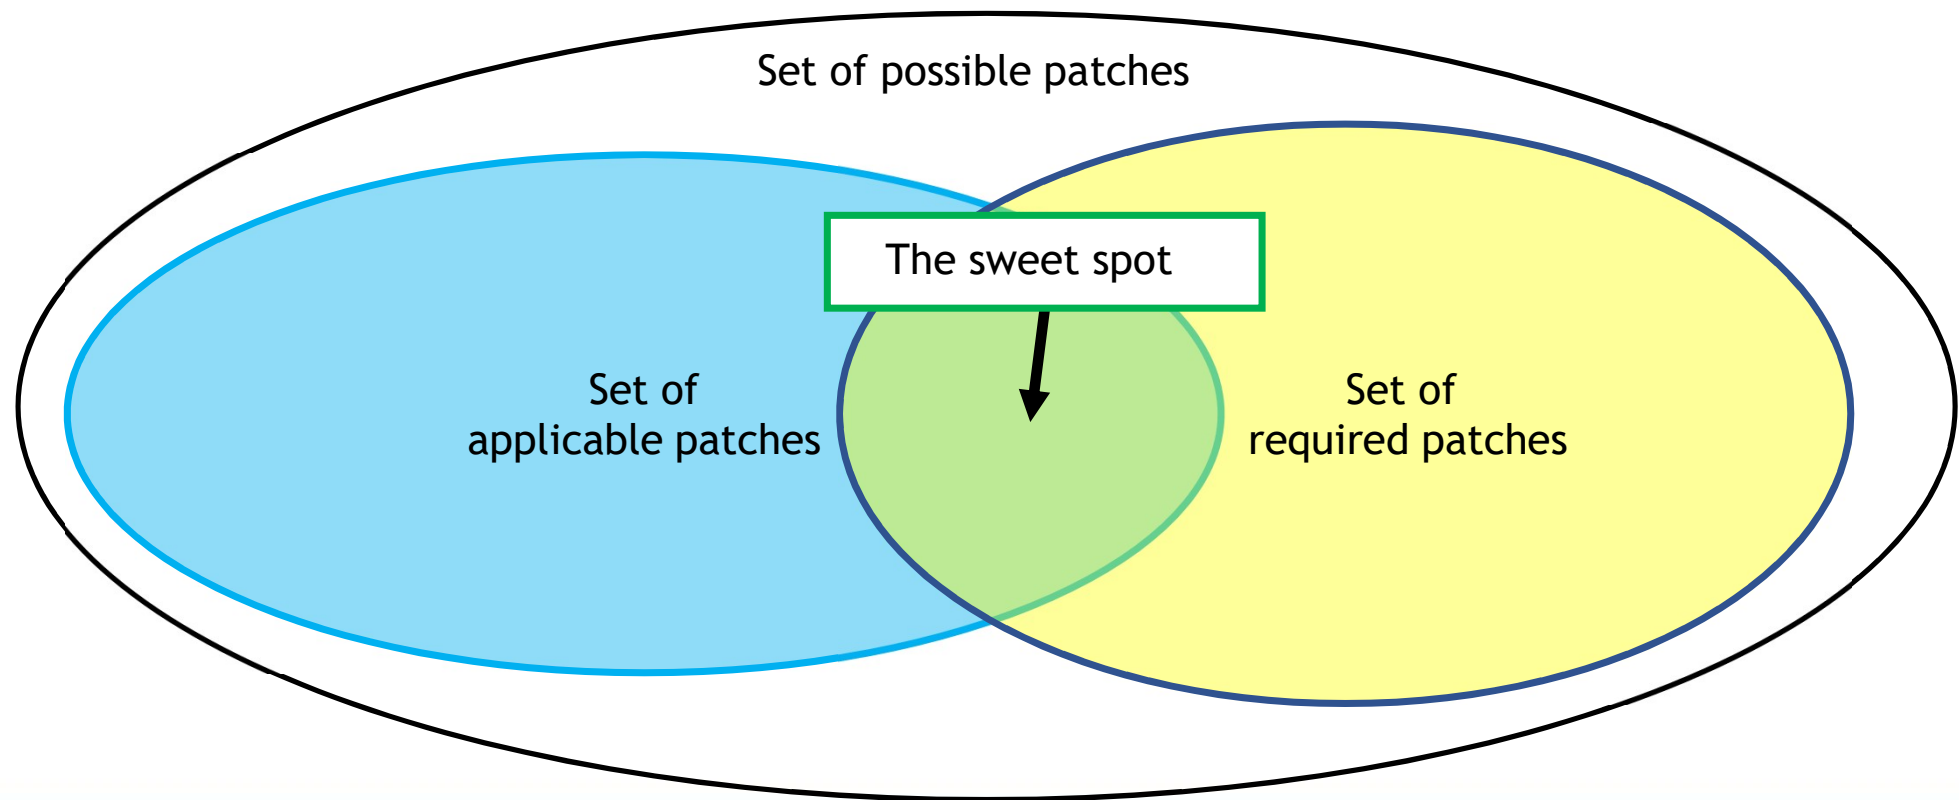 Set of possible patches
The sweet spot
Set of
applicable patches
Set of
required patches